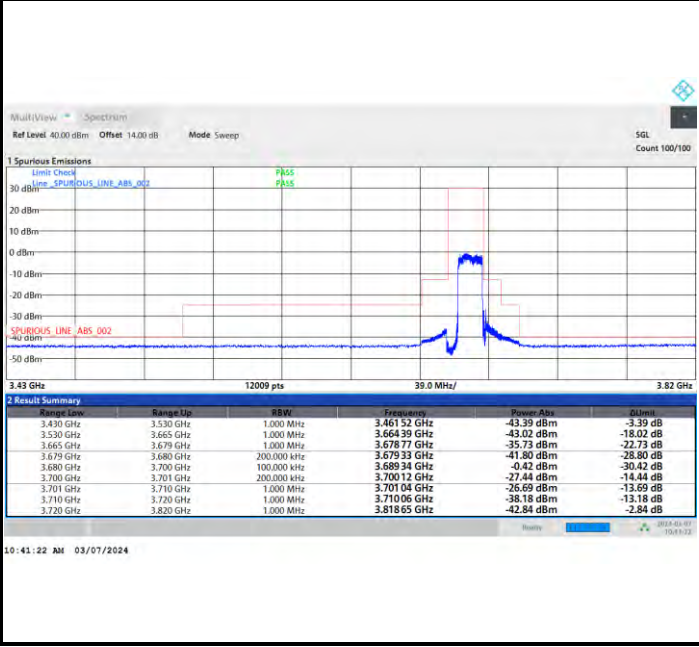 MultiView Spectrum
Ref Level 40.00 dBm Offset 14.00 dB Mode Sweep SGL
Count 100/100
1 Spurious Emissions
Limit Check PASS
Line _SPURIOUS_LINE_ABS_002 PASS
30 dBm
20 dBm
10 dBm
0 dBm
-10 dBm
-20 dBm
-30 dBm
SPURIOUS_LINE_ABS_002
-40 dBm
-50 dBm
3.43 GHz 12009 pts 39.0 MHz/ 3.82 GHz
2 Result Summary
Range Low Range Up RBW Frequency Power Abs ΔLimit
3.430 GHz 3.530 GHz 1.000 MHz 3.461 52 GHz -43.39 dBm -3.39 dB
3.530 GHz 3.665 GHz 1.000 MHz 3.664 39 GHz -43.02 dBm -18.02 dB
3.665 GHz 3.679 GHz 1.000 MHz 3.678 77 GHz -35.73 dBm -22.73 dB
3.679 GHz 3.680 GHz 200.000 kHz 3.679 33 GHz -41.80 dBm -28.80 dB
3.680 GHz 3.700 GHz 100.000 kHz 3.689 34 GHz -0.42 dBm -30.42 dB
3.700 GHz 3.701 GHz 200.000 kHz 3.700 12 GHz -27.44 dBm -14.44 dB
3.701 GHz 3.710 GHz 1.000 MHz 3.701 04 GHz -26.69 dBm -13.69 dB
3.710 GHz 3.720 GHz 1.000 MHz 3.710 06 GHz -38.18 dBm -13.18 dB
3.720 GHz 3.820 GHz 1.000 MHz 3.818 65 GHz -42.84 dBm -2.84 dB
Ready
10:41:22 AM 03/07/2024